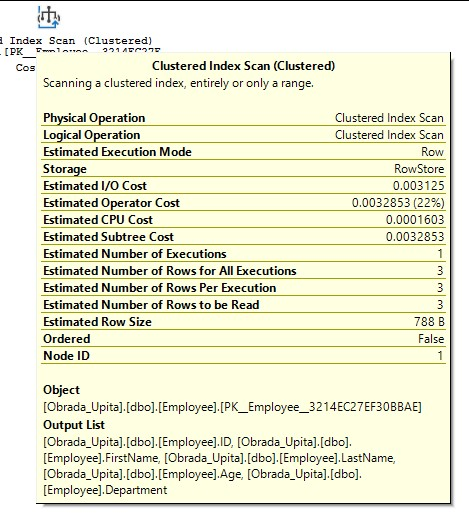 d Index Scan (Clustered)
.[PK__Employee__3214EC27E
Cos
Clustered Index Scan (Clustered)
Scanning a clustered index, entirely or only a range.
Physical Operation Clustered Index Scan
Logical Operation Clustered Index Scan
Estimated Execution Mode Row
Storage RowStore
Estimated I/O Cost 0.003125
Estimated Operator Cost 0.0032853 (22%)
Estimated CPU Cost 0.0001603
Estimated Subtree Cost 0.0032853
Estimated Number of Executions 1
Estimated Number of Rows for All Executions 3
Estimated Number of Rows Per Execution 3
Estimated Number of Rows to be Read 3
Estimated Row Size 788 B
Ordered False
Node ID 1
Object
[Obrada_Upita].[dbo].[Employee].[PK__Employee__3214EC27EF30BBAE]
Output List
[Obrada_Upita].[dbo].[Employee].ID, [Obrada_Upita].[dbo].
[Employee].FirstName, [Obrada_Upita].[dbo].[Employee].LastName,
[Obrada_Upita].[dbo].[Employee].Age, [Obrada_Upita].[dbo].
[Employee].Department